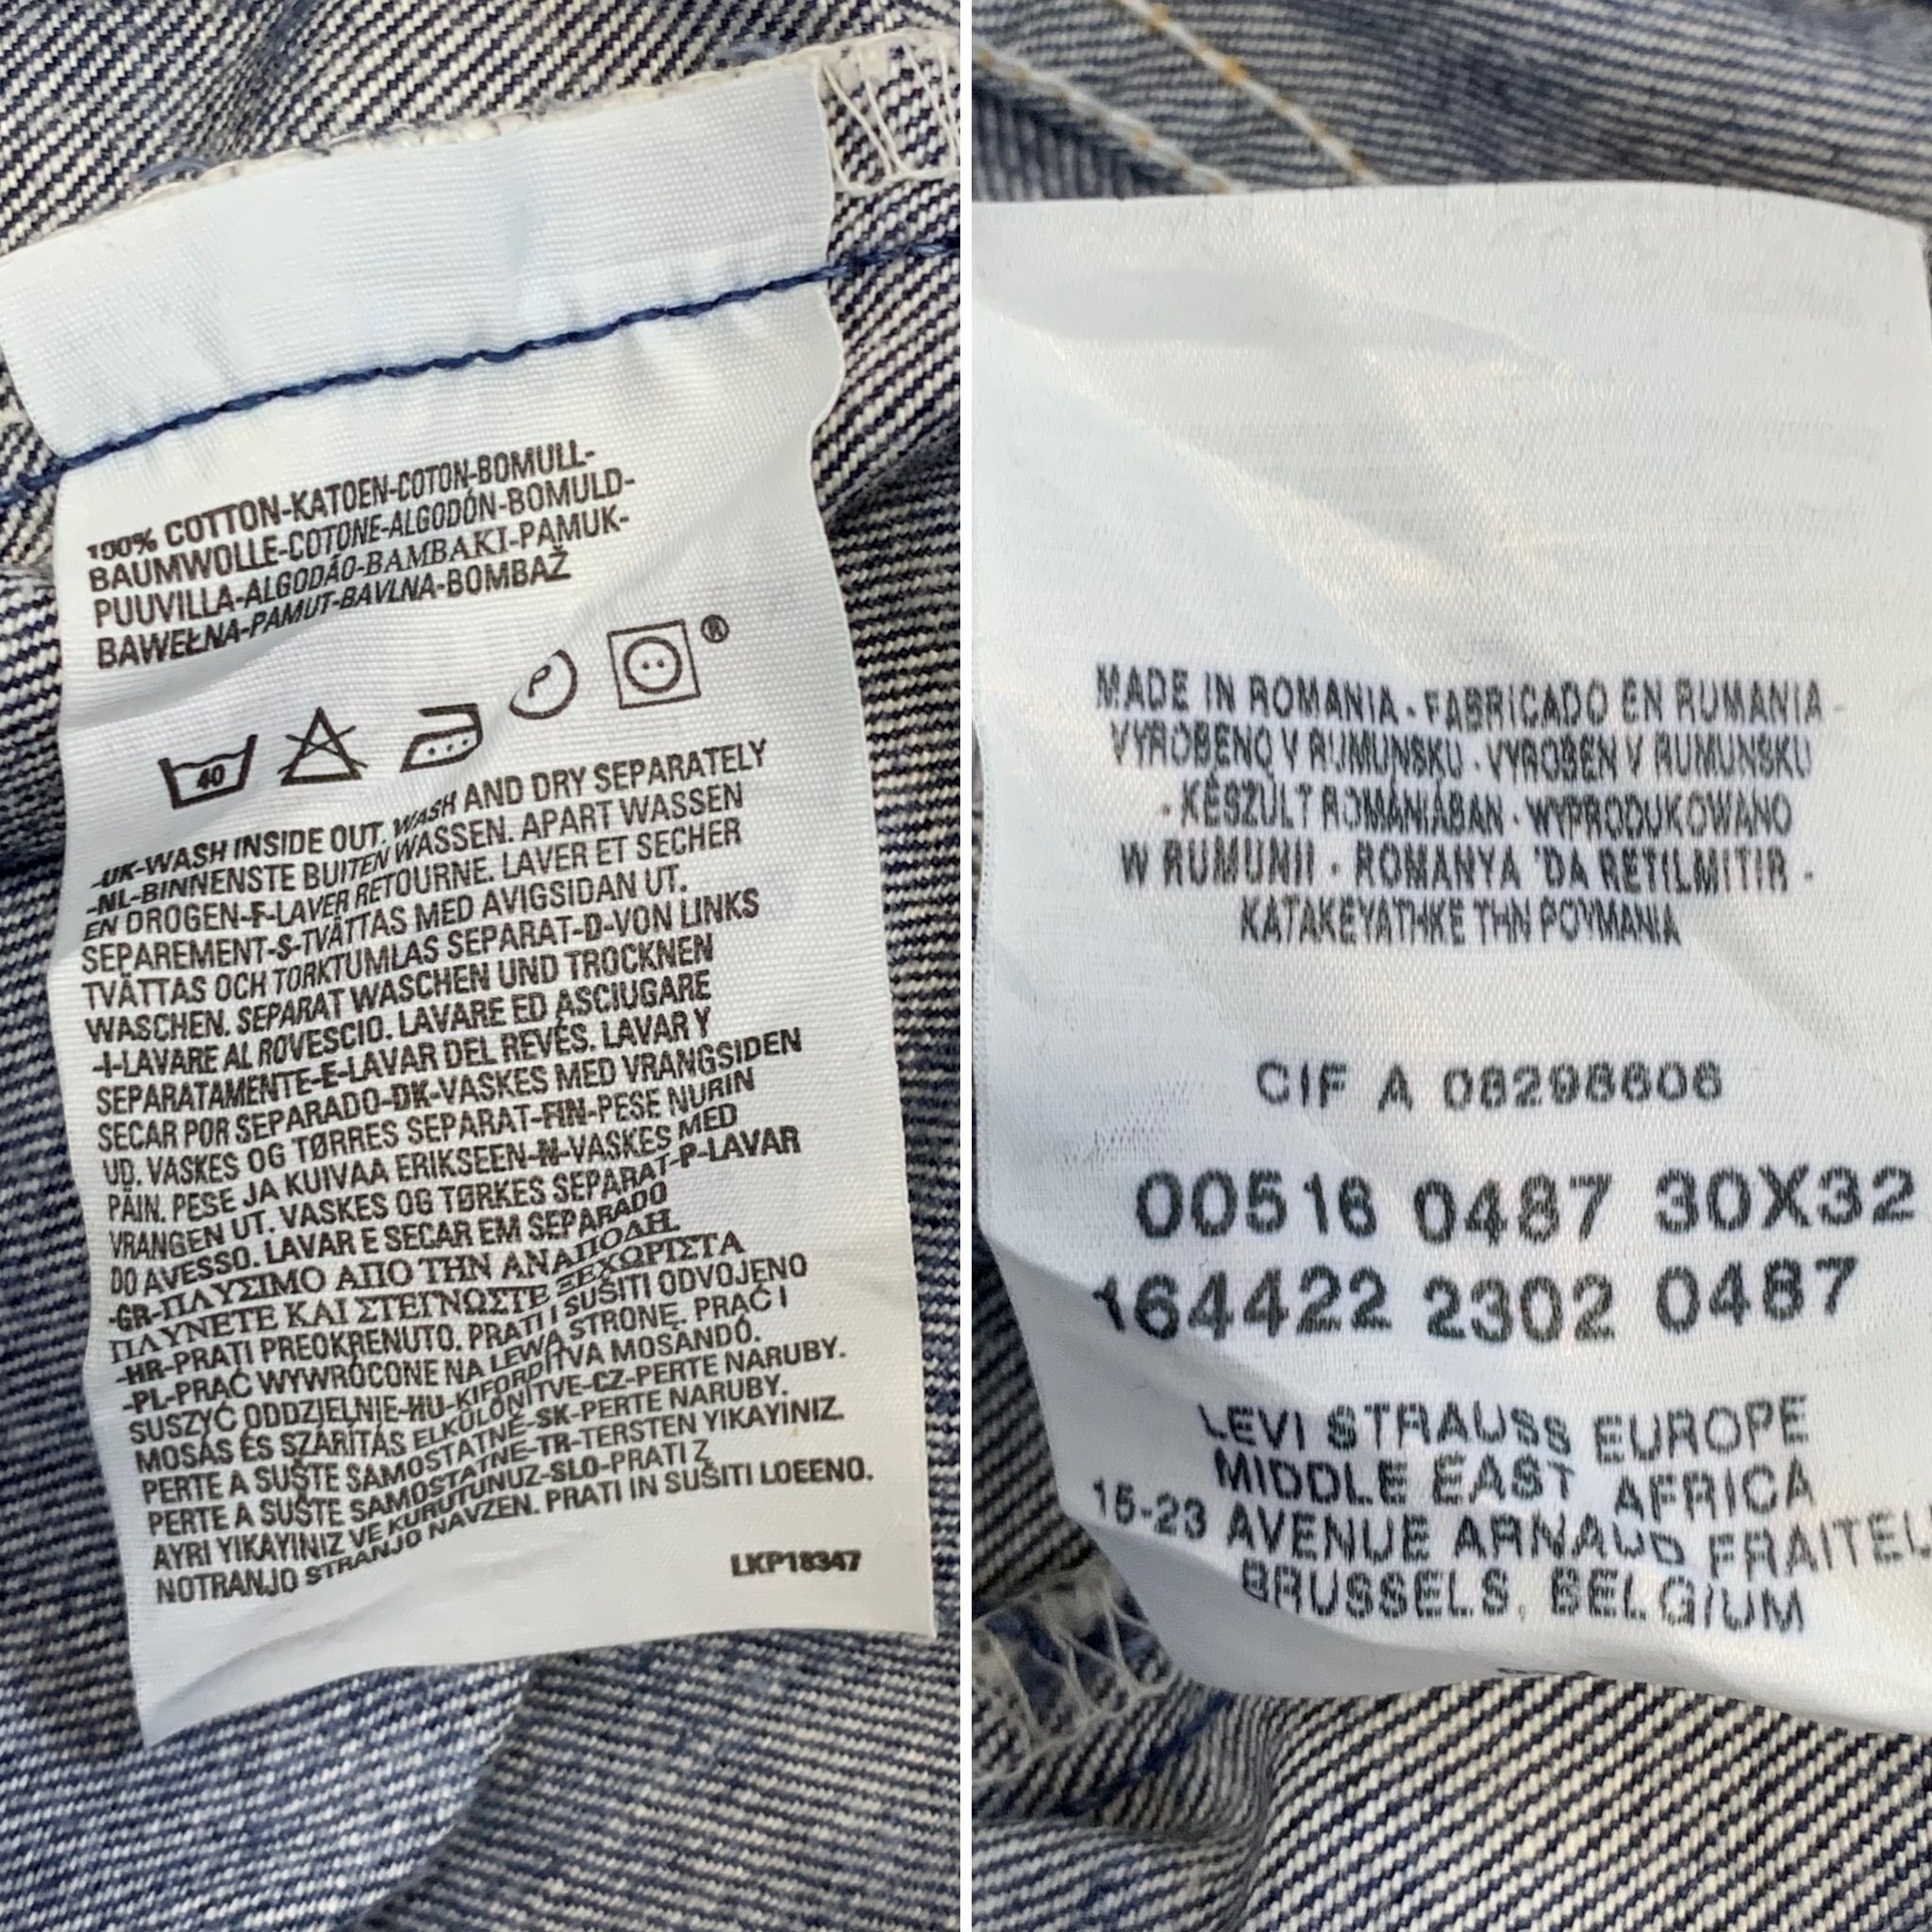 100% COTTON-KATOEN-COTON-BOMULL-
BAUMWOLLE-COTONE-ALGODÓN-BOMULD-
PUUVILLA-ALGODÃO-BAMBAKI-PAMUK-
BAWEŁNA-PAMUT-BAVLNA-BOMBAŽ
40 P ®
-UK-WASH INSIDE OUT. WASH AND DRY SEPARATELY
-NL-BINNENSTE BUITEN WASSEN. APART WASSEN
EN DROGEN-F-LAVER RETOURNE. LAVER ET SECHER
SEPAREMENT-S-TVÄTTAS MED AVIGSIDAN UT.
TVÄTTAS OCH TORKTUMLAS SEPARAT-D-VON LINKS
WASCHEN. SEPARAT WASCHEN UND TROCKNEN
-I-LAVARE AL ROVESCIO. LAVARE ED ASCIUGARE
SEPARATAMENTE-E-LAVAR DEL REVÉS. LAVAR Y
SECAR POR SEPARADO-DK-VASKES MED VRANGSIDEN
UD. VASKES OG TØRRES SEPARAT-FIN-PESE NURIN
PÄIN. PESE JA KUIVAA ERIKSEEN-N-VASKES MED
VRANGEN UT. VASKES OG TØRKES SEPARAT-P-LAVAR
DO AVESSO. LAVAR E SECAR EM SEPARADO
-GR-ΠΛΥΣΙΜΟ ΑΠΟ ΤΗΝ ΑΝΑΠΟΔΗ.
ΠΛΥΝΕΤΕ ΚΑΙ ΣΤΕΓΝΩΣΤΕ ΞΕΧΩΡΙΣΤΑ
-HR-PRATI PREOKRENUTO. PRATI I SUŠITI ODVOJENO
-PL-PRAĆ WYWRÓCONE NA LEWĄ STRONĘ. PRAĆ I
SUSZYĆ ODDZIELNIE-HU-KIFORDÍTVA MOSANDÓ.
MOSÁS ÉS SZÁRÍTÁS ELKÜLÖNÍTVE-CZ-PERTE NARUBY.
PERTE A SUŠTE SAMOSTATNĚ-SK-PERTE NARUBY.
PERTE A SUŠTE SAMOSTATNE-TR-TERSTEN YIKAYINIZ.
AYRI YIKAYINIZ VE KURUTUNUZ-SLO-PRATI Z
NOTRANJO STRANJO NAVZEN. PRATI IN SUŠITI LOEENO.
LKP18347
MADE IN ROMANIA - FABRICADO EN RUMANIA -
VYROBENO V RUMUNSKU - VYROBEN V RUMUNSKU
- KÉSZÜLT ROMÁNIÁBAN - WYPRODUKOWANO
W RUMUNII - ROMANYA 'DA RETILMITIR -
KATAKEYATHKE THN POYMANIA
CIF A 08296606
00516 0487 30X32
164422 2302 0487
LEVI STRAUSS EUROPE
MIDDLE EAST AFRICA
15-23 AVENUE ARNAUD FRAITEU
BRUSSELS, BELGIUM